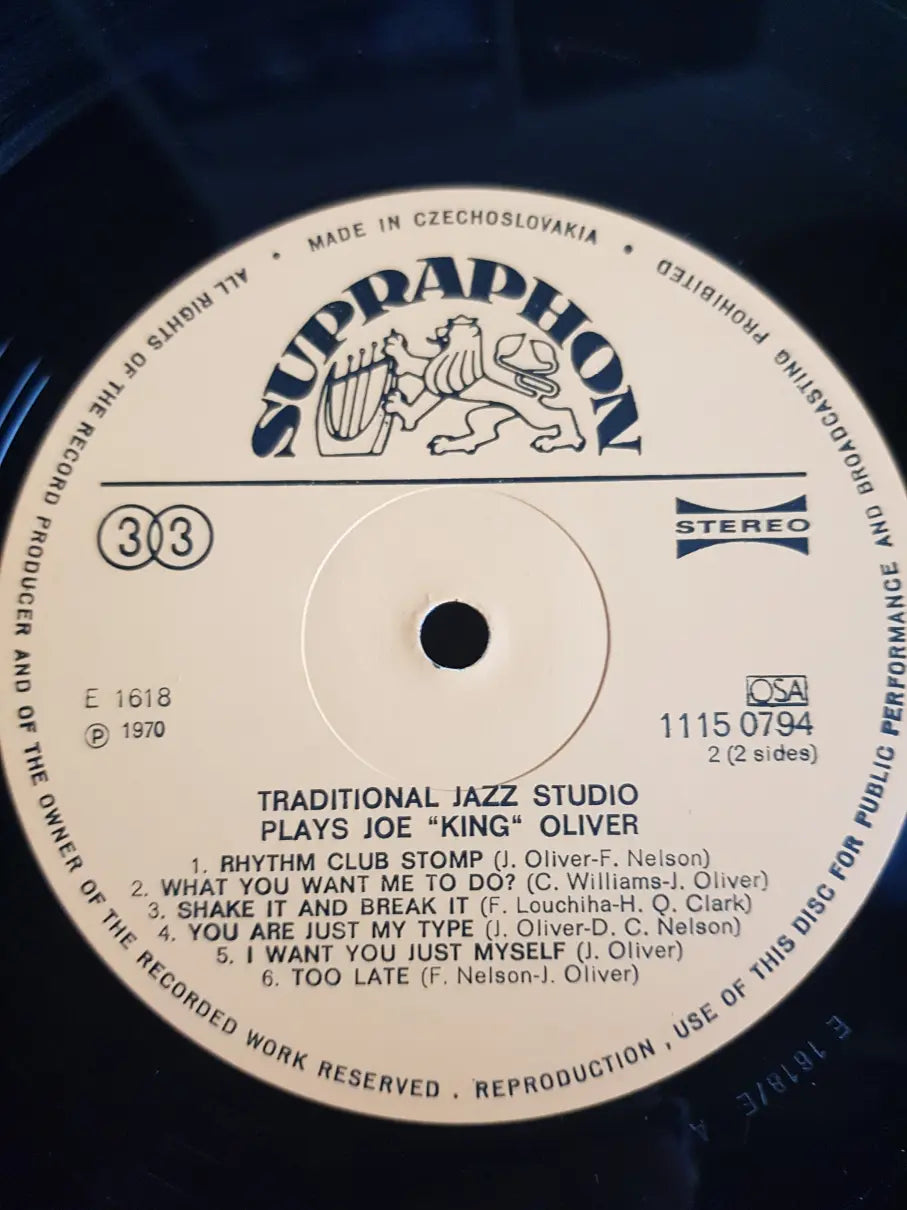 ALL RIGHTS OF THE RECORD PRODUCER AND OF THE OWNER OF THE RECORDED WORK RESERVED . REPRODUCTION , USE OF THIS DISC FOR PUBLIC PERFORMANCE AND BROADCASTING PROHIBITED
• MADE IN CZECHOSLOVAKIA •
SUPRAPHON
33
STEREO
E 1618
℗ 1970
OSA
1115 0794
2 (2 sides)
TRADITIONAL JAZZ STUDIO
PLAYS JOE “KING“ OLIVER
1. RHYTHM CLUB STOMP (J. Oliver-F. Nelson)
2. WHAT YOU WANT ME TO DO? (C. Williams-J. Oliver)
3. SHAKE IT AND BREAK IT (F. Louchiha-H. Q. Clark)
4. YOU ARE JUST MY TYPE (J. Oliver-D. C. Nelson)
5. I WANT YOU JUST MYSELF (J. Oliver)
6. TOO LATE (F. Nelson-J. Oliver)
E 1618/E A